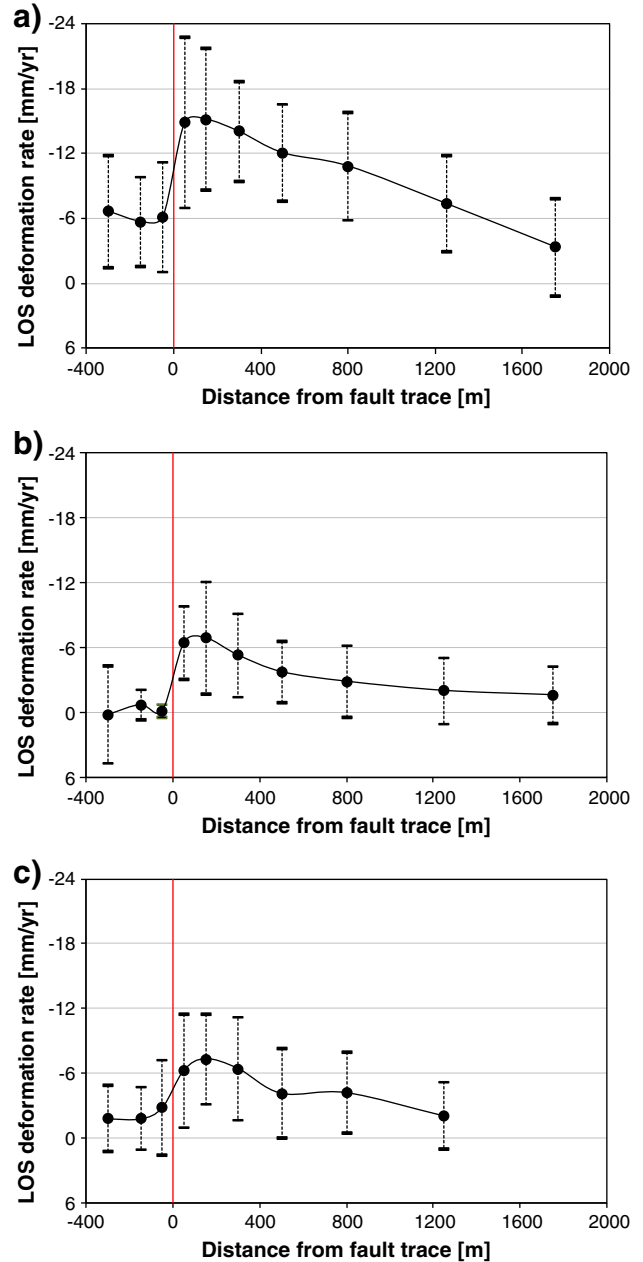 a)
LOS deformation rate [mm/yr]
-24
-18
-12
-6
0
6
-400 0 400 800 1200 1600 2000
Distance from fault trace [m]
b)
LOS deformation rate [mm/yr]
-24
-18
-12
-6
0
6
-400 0 400 800 1200 1600 2000
Distance from fault trace [m]
c)
LOS deformation rate [mm/yr]
-24
-18
-12
-6
0
6
-400 0 400 800 1200 1600 2000
Distance from fault trace [m]